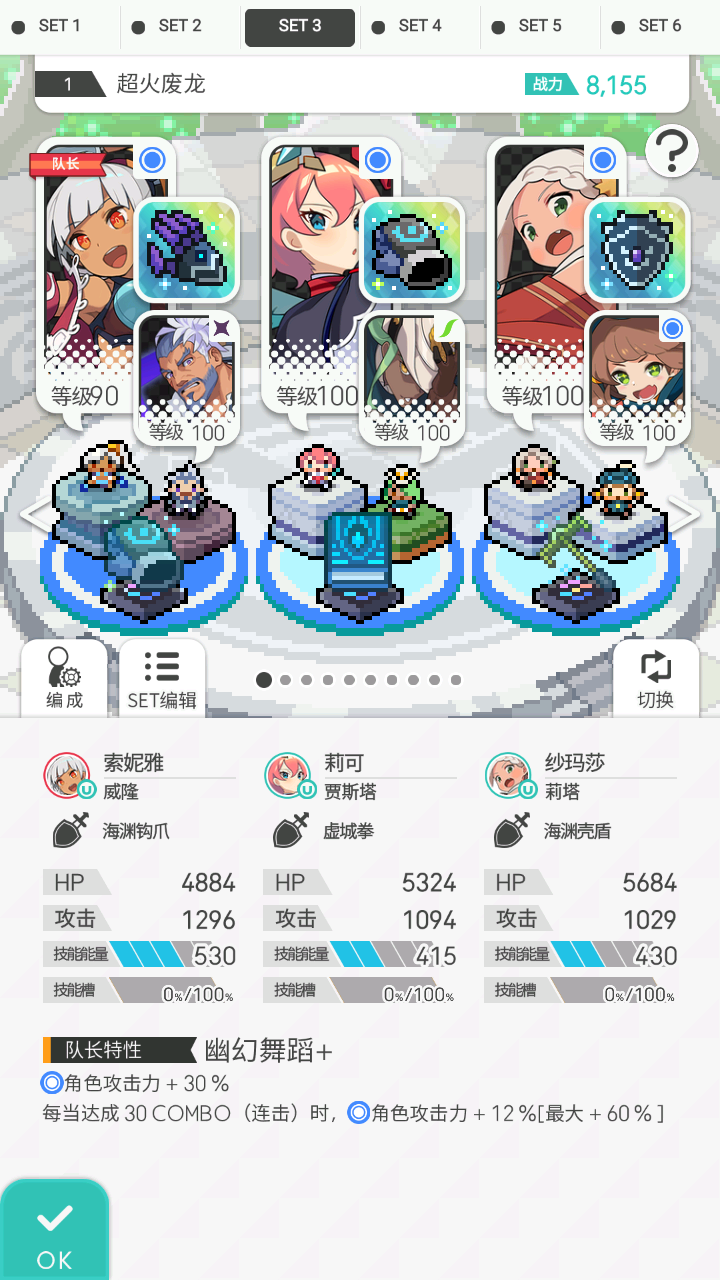 SET 1
SET 2
SET 3
SET 4
SET 5
SET 6
1 超火废龙 战力 8,155
队长
?
等级90
等级 100
等级100
等级 100
等级100
等级 100
编成
SET编辑
切换
索妮雅
威隆
海渊钩爪
HP 4884
攻击 1296
技能能量 530
技能槽 0%/100%
莉可
贾斯塔
虚城拳
HP 5324
攻击 1094
技能能量 415
技能槽 0%/100%
纱玛莎
莉塔
海渊壳盾
HP 5684
攻击 1029
技能能量 430
技能槽 0%/100%
队长特性 幽幻舞蹈+
角色攻击力 + 30 %
每当达成 30 COMBO（连击）时, 角色攻击力 + 12 %[最大 + 60 % ]
OK